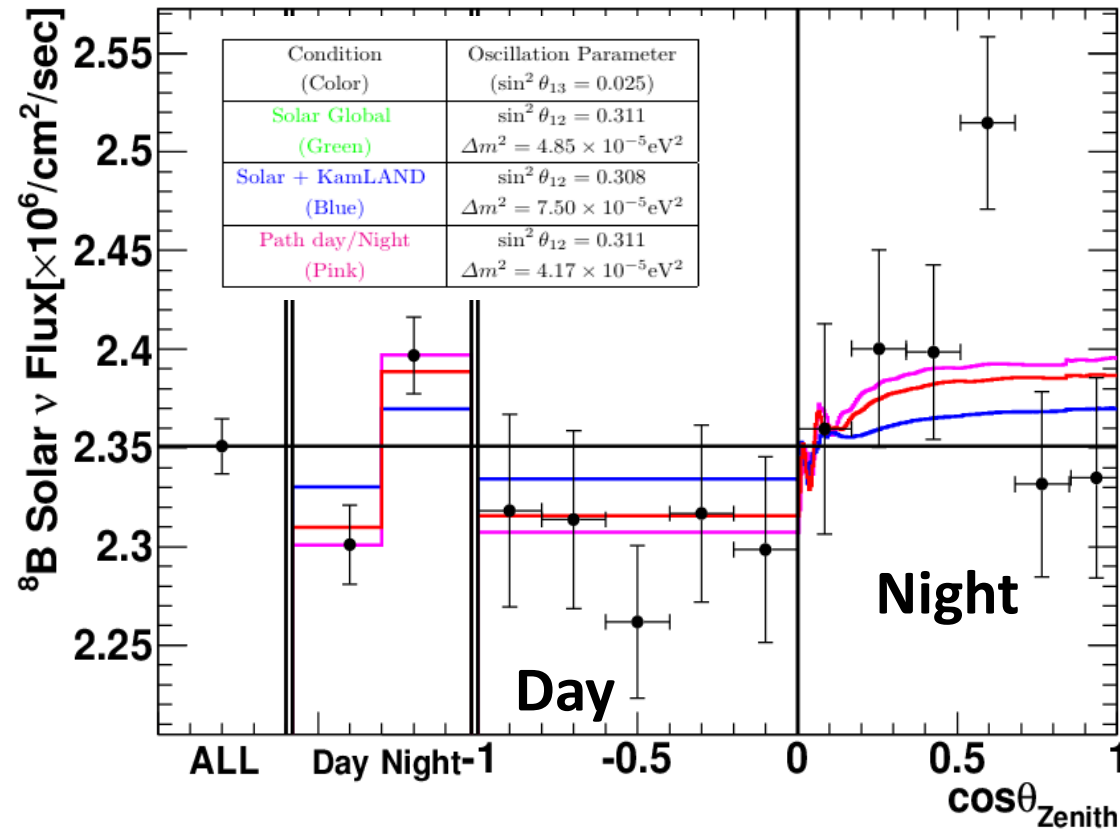 ⁸B Solar ν Flux[×10⁶/cm²/sec]
2.55
2.5
2.45
2.4
2.35
2.3
2.25
Condition
(Color)
Oscillation Parameter
(sin² θ₁₃ = 0.025)
Solar Global
(Green)
sin² θ₁₂ = 0.311
Δm² = 4.85 × 10⁻⁵eV²
Solar + KamLAND
(Blue)
sin² θ₁₂ = 0.308
Δm² = 7.50 × 10⁻⁵eV²
Path day/Night
(Pink)
sin² θ₁₂ = 0.311
Δm² = 4.17 × 10⁻⁵eV²
Night
Day
ALL Day Night -1 -0.5 0 0.5 1
cosθ_Zenith